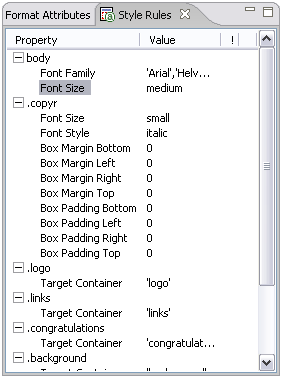 Format Attributes Style Rules
Property Value !
body
Font Family 'Arial','Helv...
Font Size medium
.copyr
Font Size small
Font Style italic
Box Margin Bottom 0
Box Margin Left 0
Box Margin Right 0
Box Margin Top 0
Box Padding Bottom 0
Box Padding Left 0
Box Padding Right 0
Box Padding Top 0
.logo
Target Container 'logo'
.links
Target Container 'links'
.congratulations
Target Container 'congratulat...
.background